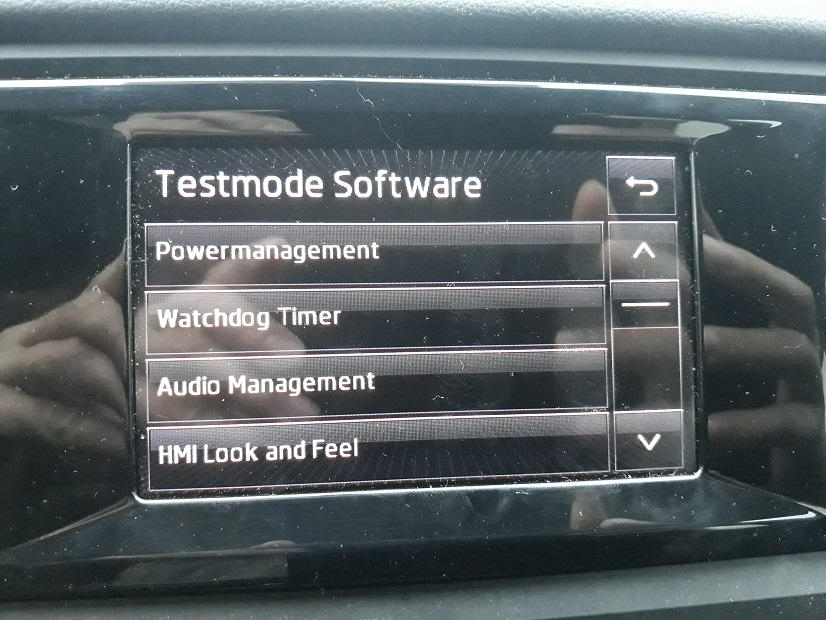 Testmode Software
Powermanagement
Watchdog Timer
Audio Management
HMI Look and Feel